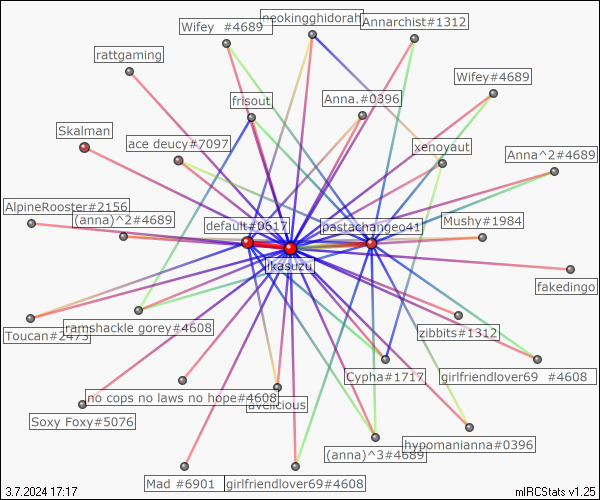 neokingghidorah
Wifey #4689
Annarchist#1312
rattgaming
Wifey#4689
frisout
Anna.#0396
Skalman
ace deucy#7097
xenoyaut
Anna^2#4689
AlpineRooster#2156
(anna)^2#4689
default#0617
pastachangeo41
Mushy#1984
ikasuzu
fakedingo
Toucan#2475
ramshackle gorey#4608
zibbits#1312
Cypha#1717
girlfriendlover69 #4608
no cops no laws no hope#4608
avelicious
Soxy Foxy#5076
hypomanianna#0396
(anna)^3#4689
Mad #6901
girlfriendlover69#4608
3.7.2024 17:17
mIRCStats v1.25